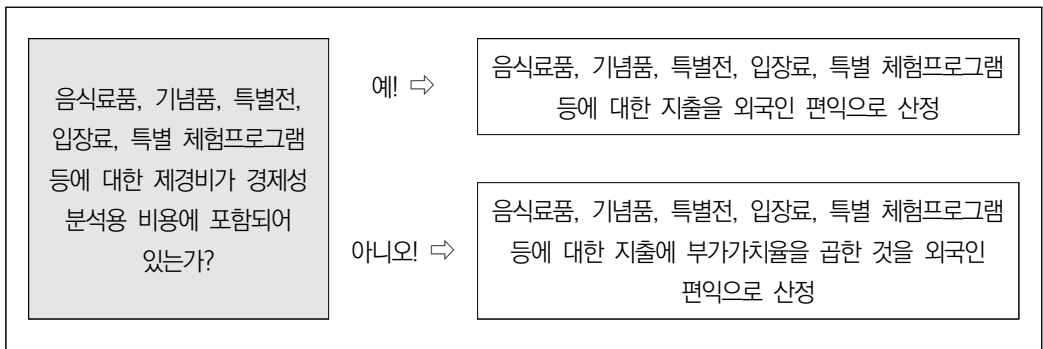 음식료품, 기념품, 특별전,
입장료, 특별 체험프로그램
등에 대한 제경비가 경제성
분석용 비용에 포함되어
있는가?
예! ⇨
음식료품, 기념품, 특별전, 입장료, 특별 체험프로그램
등에 대한 지출을 외국인 편익으로 산정
아니오! ⇨
음식료품, 기념품, 특별전, 입장료, 특별 체험프로그램
등에 대한 지출에 부가가치율을 곱한 것을 외국인
편익으로 산정